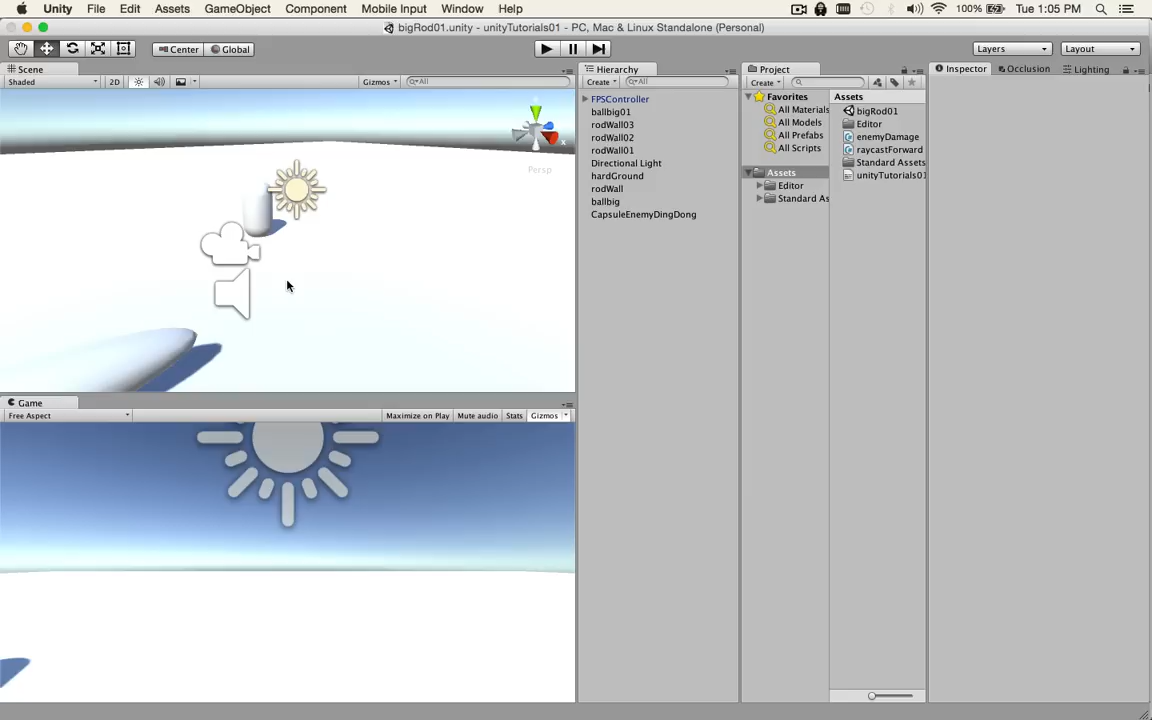 Unity File Edit Assets GameObject Component Mobile Input Window Help 100% Tue 1:05 PM
bigRod01.unity - unityTutorials01 - PC, Mac & Linux Standalone (Personal)
Center Global Layers Layout
Scene
Shaded 2D Gizmos All
x
Persp
Game
Free Aspect Maximize on Play Mute audio Stats Gizmos
Hierarchy
Create All
FPSController
ballbig01
rodWall03
rodWall02
rodWall01
Directional Light
hardGround
rodWall
ballbig
CapsuleEnemyDingDong
Project
Create
Favorites
All Materials
All Models
All Prefabs
All Scripts
Assets
Editor
Standard As
Assets
bigRod01
Editor
enemyDamage
raycastForward
Standard Assets
unityTutorials01
Inspector Occlusion Lighting